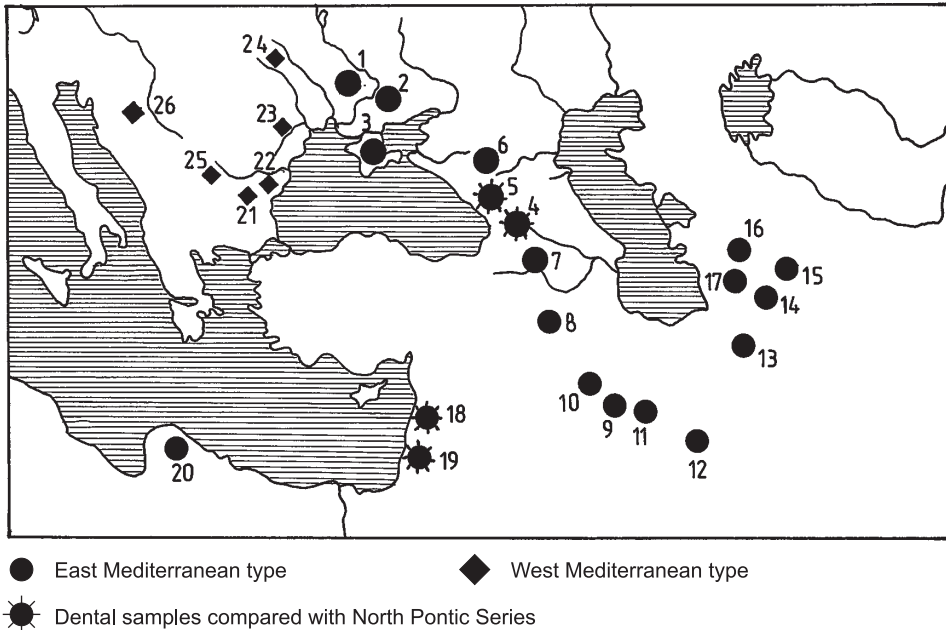 24 1 2
26 23 3
6
25 22 5
21 4
16
7 17 15
14
8
13
10
9 11
18
12
20 19
East Mediterranean type West Mediterranean type
Dental samples compared with North Pontic Series